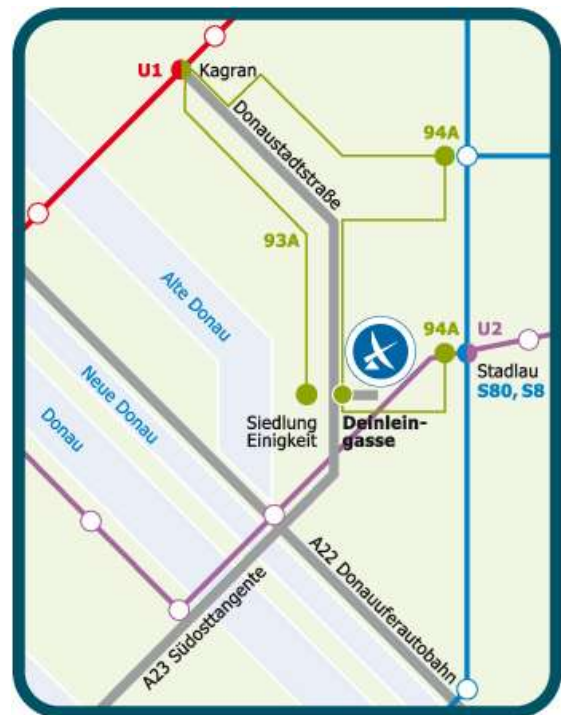 U1
Kagran
Donaustadtstraße
94A
93A
Alte Donau
94A
U2
Stadlau
S80, S8
Neue Donau
Donau
Siedlung
Einigkeit
Deinlein-
gasse
A22 Donauuferautobahn
A23 Südosttangente